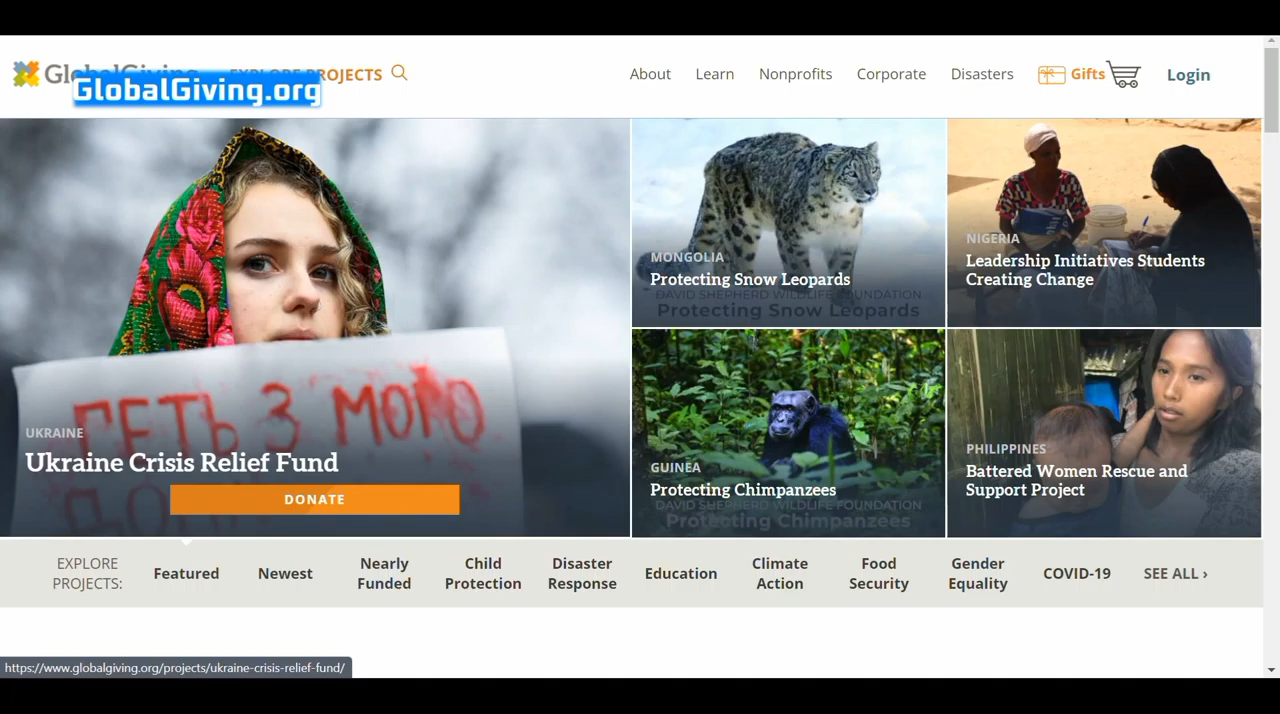 GlobalGiving
EXPLORE PROJECTS
GlobalGiving.org
About
Learn
Nonprofits
Corporate
Disasters
Gifts
Login
ГЕТЬ З МОГО
UKRAINE
Ukraine Crisis Relief Fund
DONATE
MONGOLIA
Protecting Snow Leopards
DAVID SHEPHERD WILDLIFE FOUNDATION
Protecting Snow Leopards
NIGERIA
Leadership Initiatives Students
Creating Change
GUINEA
Protecting Chimpanzees
DAVID SHEPHERD WILDLIFE FOUNDATION
Protecting Chimpanzees
PHILIPPINES
Battered Women Rescue and
Support Project
EXPLORE
PROJECTS:
Featured
Newest
Nearly
Funded
Child
Protection
Disaster
Response
Education
Climate
Action
Food
Security
Gender
Equality
COVID-19
SEE ALL ›
https://www.globalgiving.org/projects/ukraine-crisis-relief-fund/